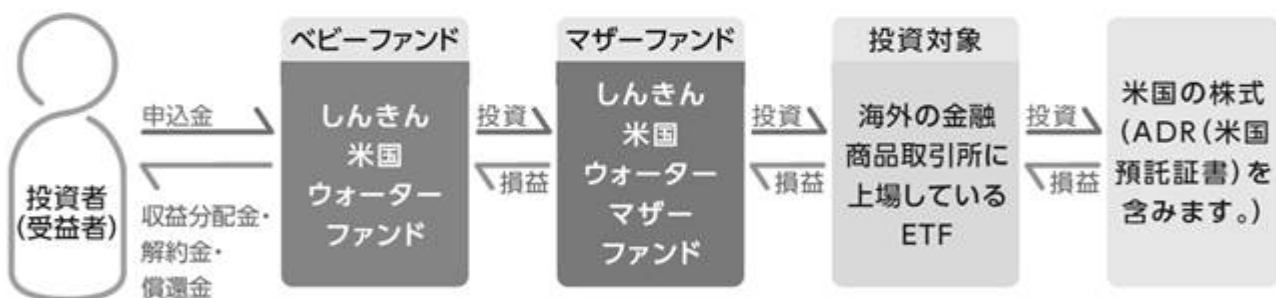 投資者
(受益者)
申込金
収益分配金・
解約金・
償還金
ベビーファンド
しんきん
米国
ウォーター
ファンド
投資
損益
マザーファンド
しんきん
米国
ウォーター
マザー
ファンド
投資
損益
投資対象
海外の金融
商品取引所に
上場している
ETF
投資
損益
米国の株式
(ADR(米国
預託証書)を
含みます。)